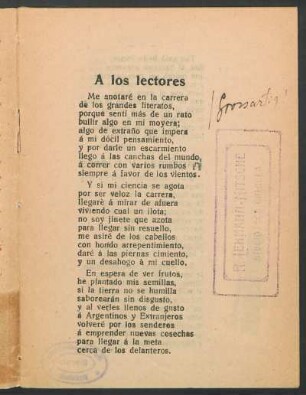 A los lectores
Me anotaré en la carrera
de los grandes literatos,
porque sentí más de un rato
bullir algo en mi moyera;
algo de extraño que impera
á mi dócil pensamiento,
y por darle un escarmiento
llego á las canchas del mundo,
á correr con varios rumbos
siempre á favor de los vientos.
Y si mi ciencia se agota
por ser veloz la carrera,
llegaré á mirar de afuera
viviendo cual un ilota;
no soy jinete que azota
para llegar sin resuello,
me asiré de los cabellos
con hondo arrepentimiento,
daré á las piernas cimiento,
y un desahogo á mi cuello.
En espera de ver frutos,
he plantado mis semillas,
si la tierra no se humilla
saborearán sin disgusto,
y al verles llenos de gusto
á Argentinos y Extranjeros
volveré por los senderos
á emprender nuevas cosechas
para llegar á la meta
cerca de los delanteros.